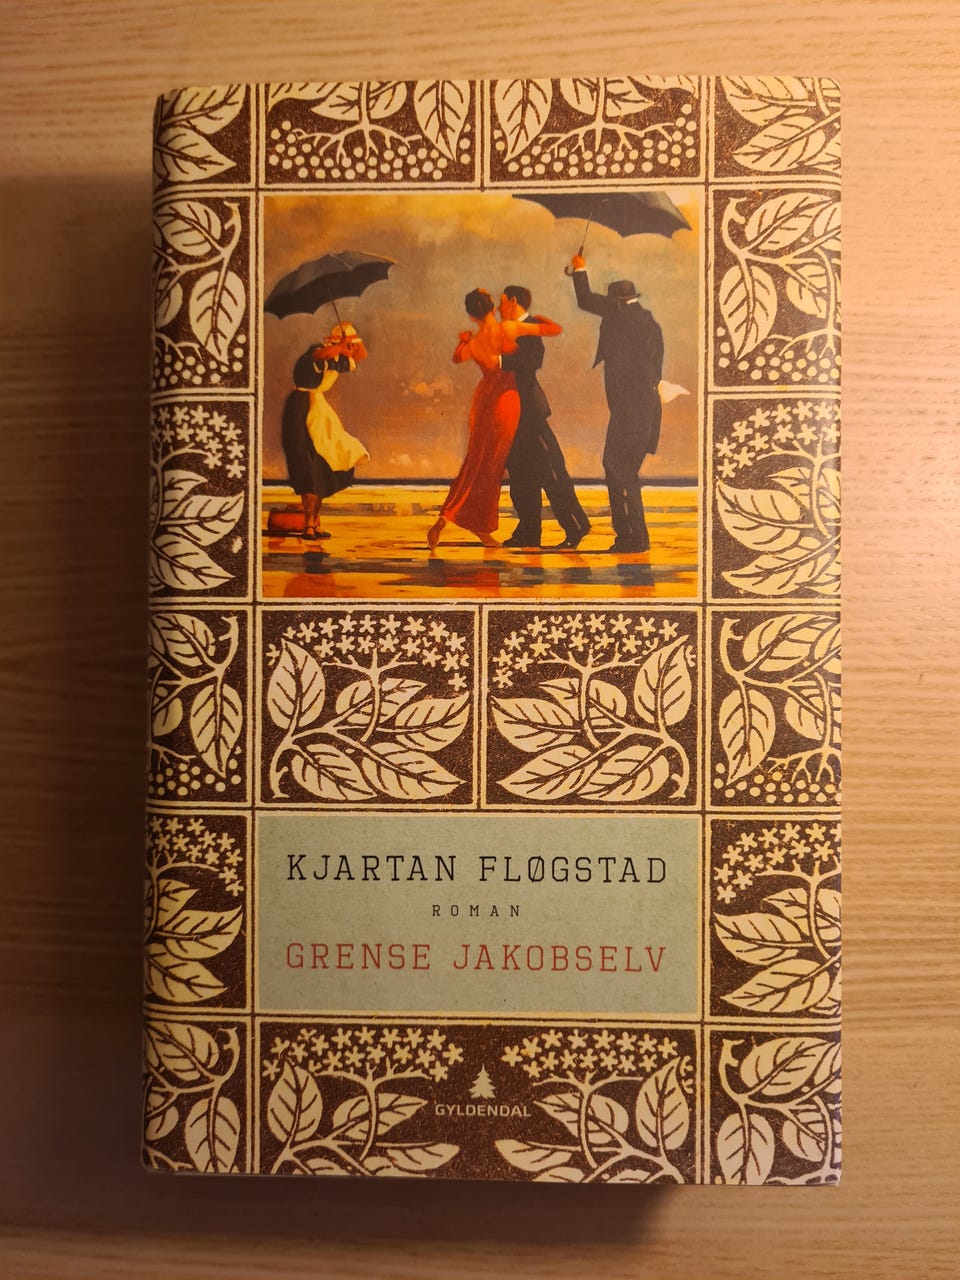 KJARTAN FLØGSTAD
ROMAN
GRENSE JAKOBSELV
GYLDENDAL